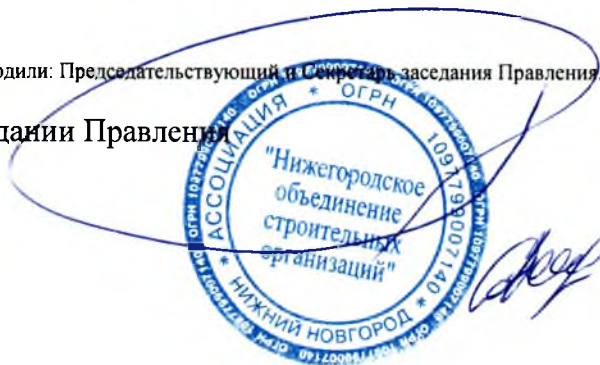 одили: Председательствующий и Секретарь заседания Правления.
дании Правления
АССОЦИАЦИЯ * ОГРН 1097799007140 * НИЖНИЙ НОВГОРОД *
"Нижегородское
объединение
строительных
организаций"